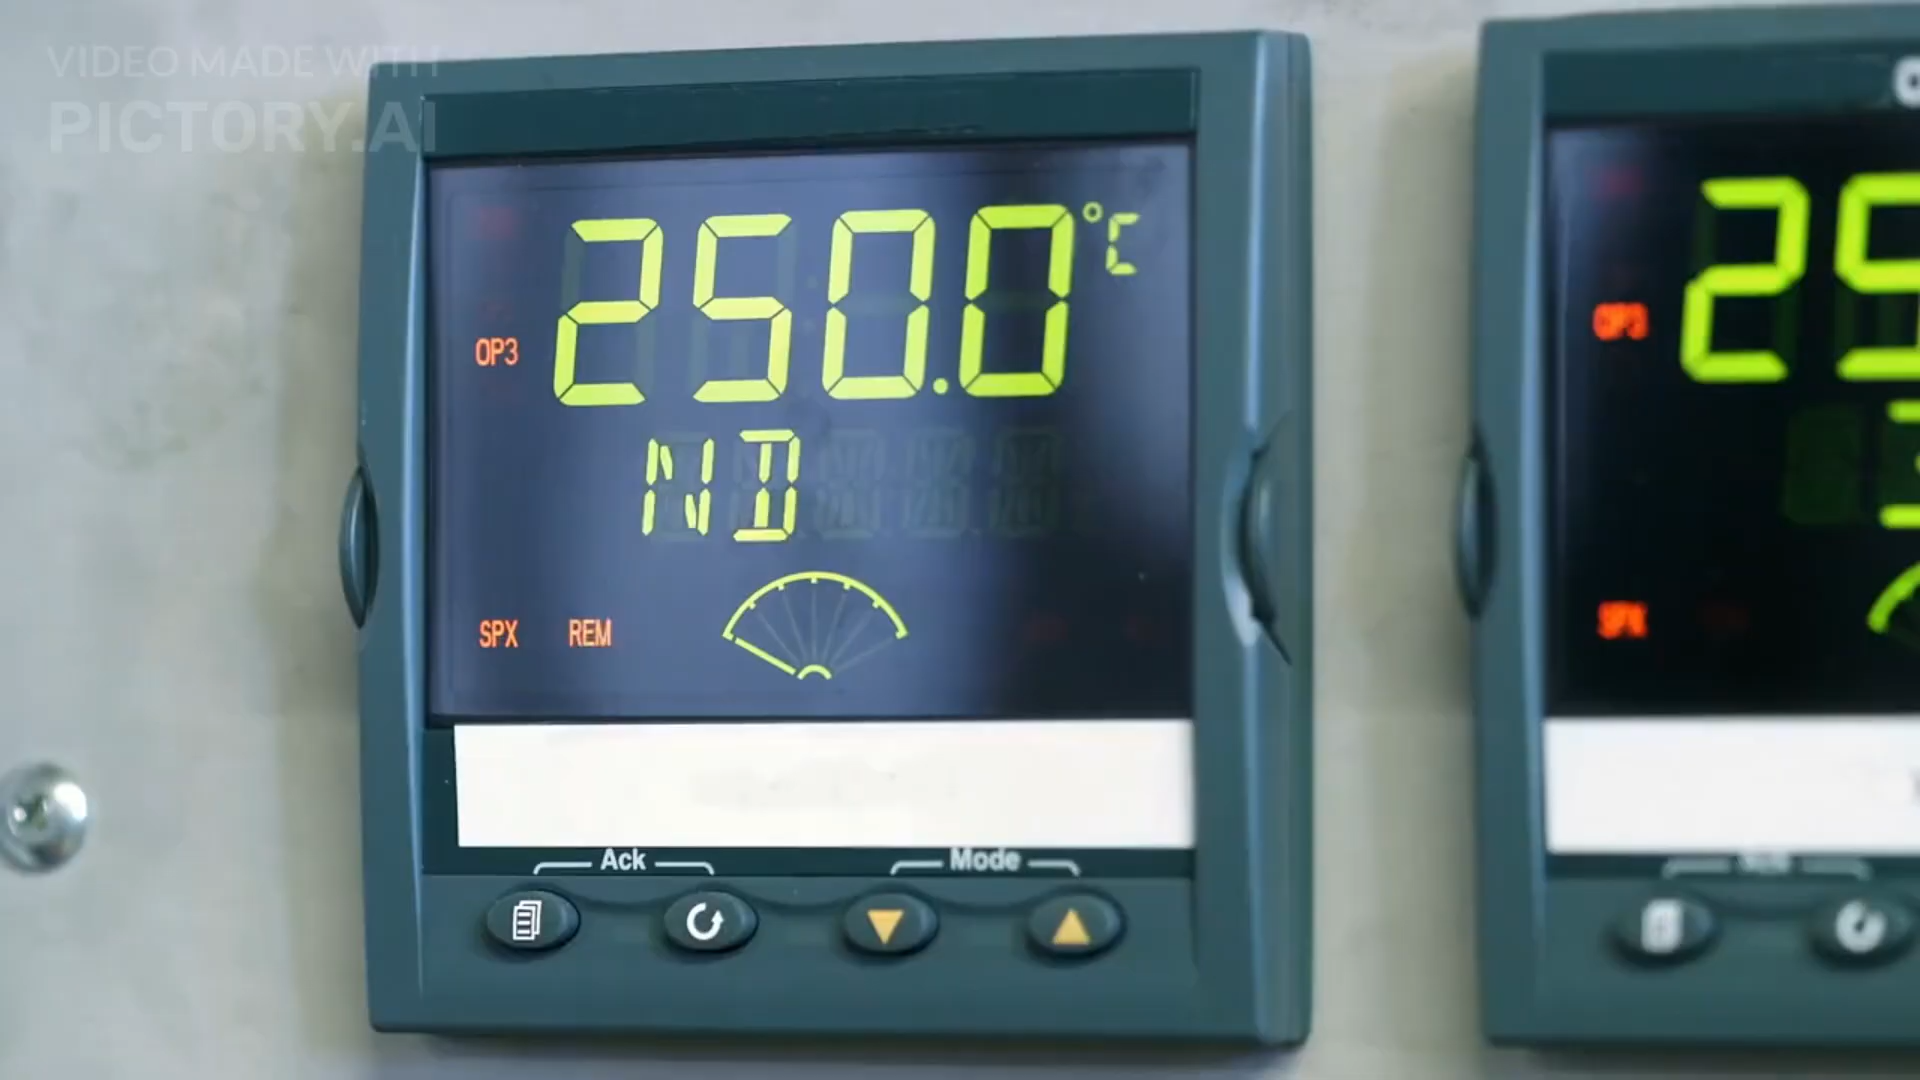 VIDEO MADE WITH
PICTORY.AI
250.0°C
OP3
ND
SPX REM
Ack Mode
OP3
SPX